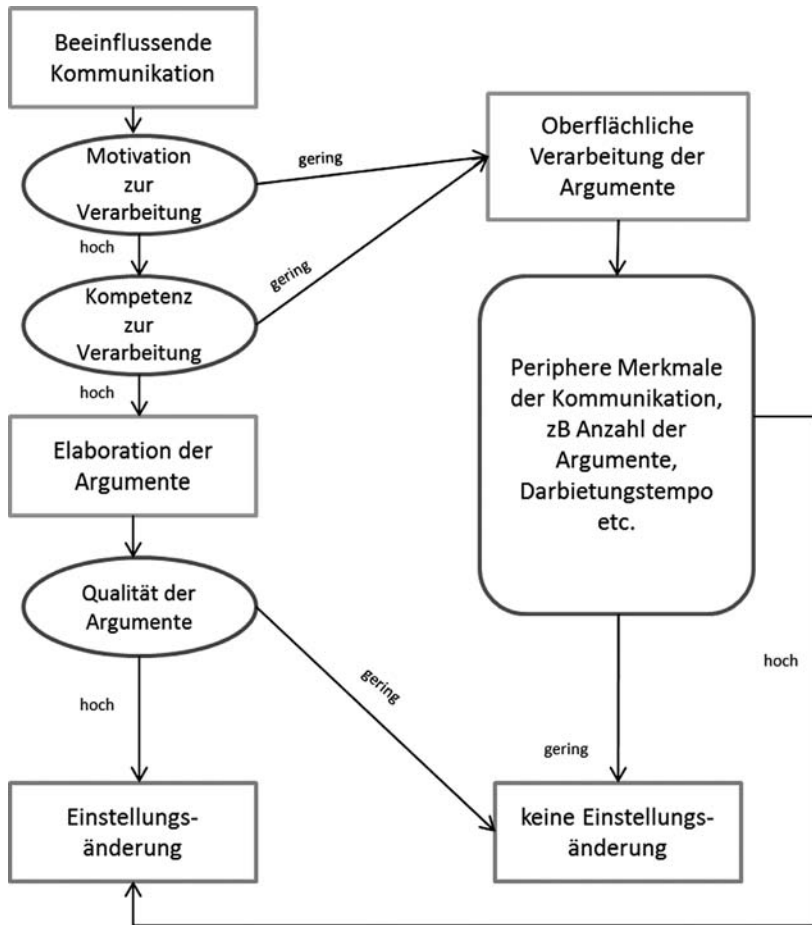 Beeinflussende
Kommunikation
Motivation
zur
Verarbeitung
gering
hoch
Kompetenz
zur
Verarbeitung
gering
hoch
Elaboration der
Argumente
Qualität der
Argumente
gering
hoch
Einstellungs-
änderung
Oberflächliche
Verarbeitung der
Argumente
Periphere Merkmale
der Kommunikation,
zB Anzahl der
Argumente,
Darbietungstempo
etc.
hoch
gering
keine Einstellungs-
änderung